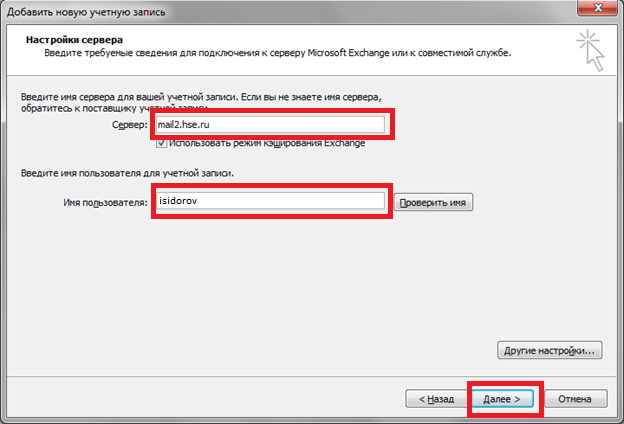 Добавить новую учетную запись
Настройки сервера
Введите требуемые сведения для подключения к серверу Microsoft Exchange или к совместимой службе.
Введите имя сервера для вашей учетной записи. Если вы не знаете имя сервера,
обратитесь к поставщику учетной записи.
Сервер: mail2.hse.ru
Использовать режим кэширования Exchange
Введите имя пользователя для учетной записи.
Имя пользователя: isidorov Проверить имя
Другие настройки...
< Назад Далее > Отмена